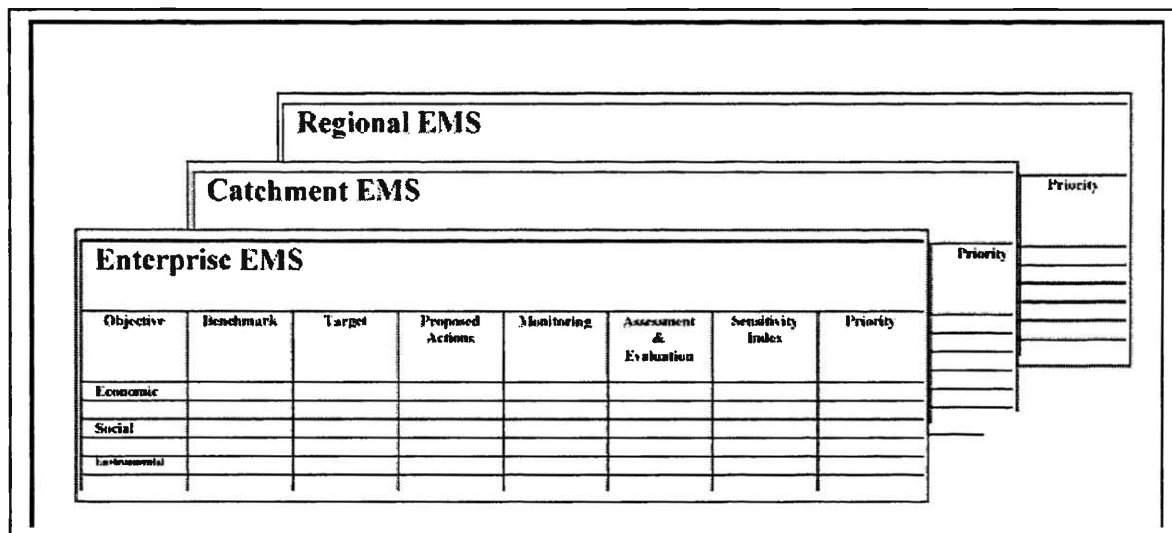 Regional EMS
Priority
Catchment EMS
Priority
Enterprise EMS
Objective Benchmark Target Proposed Actions Monitoring Assessment & Evaluation Sensitivity Index Priority
Economic
Social
Environmental